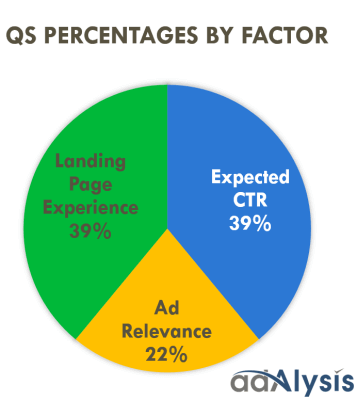 QS PERCENTAGES BY FACTOR
Landing
Page
Experience
39%
Expected
CTR
39%
Ad
Relevance
22%
adAlysis